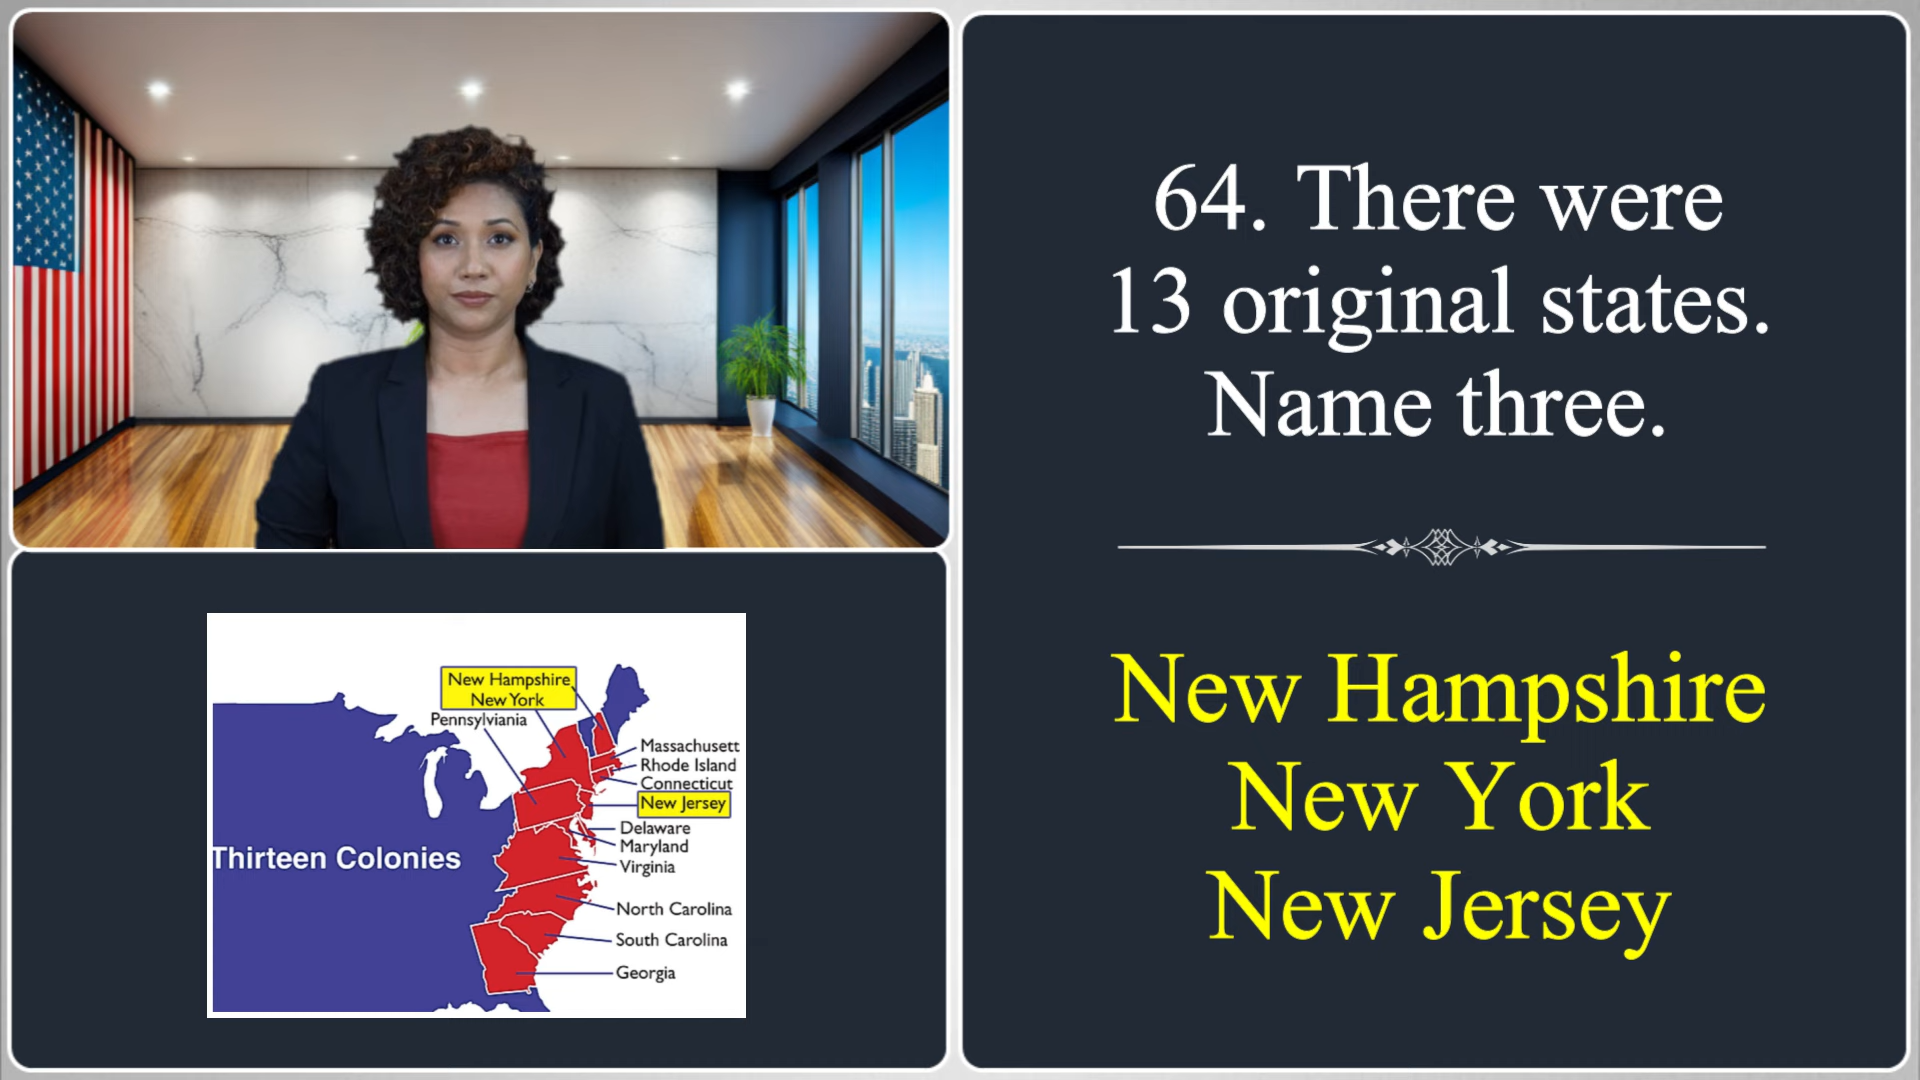 64. There were
13 original states.
Name three.
New Hampshire
New York
New Jersey
New Hampshire
New York
Pennsylviania
Massachusett
Rhode Island
Connecticut
New Jersey
Delaware
Maryland
Virginia
Thirteen Colonies
North Carolina
South Carolina
Georgia